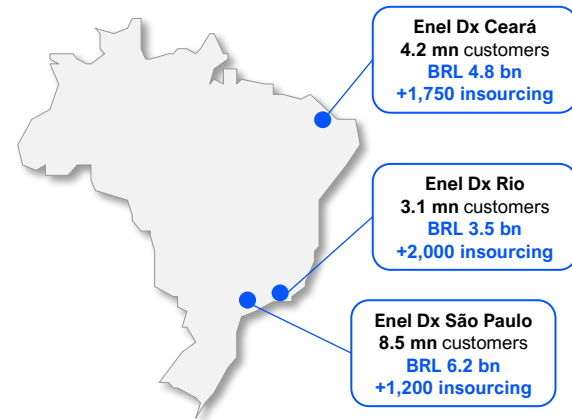 Enel Dx Ceará
4.2 mn customers
BRL 4.8 bn
+1,750 insourcing
Enel Dx Rio
3.1 mn customers
BRL 3.5 bn
+2,000 insourcing
Enel Dx São Paulo
8.5 mn customers
BRL 6.2 bn
+1,200 insourcing